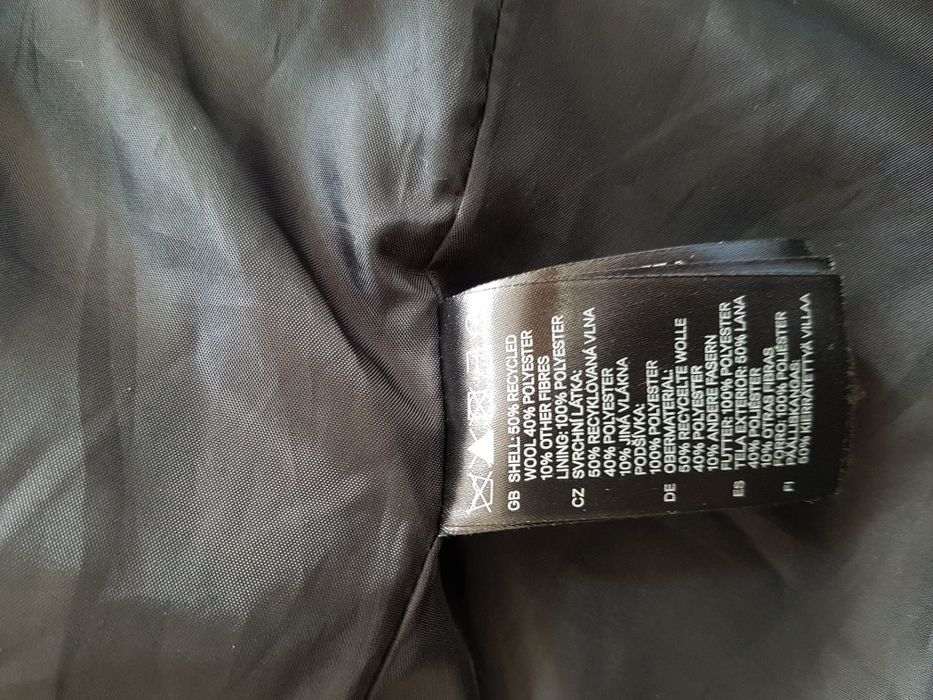 GB SHELL: 50% RECYCLED
WOOL 40% POLYESTER
10% OTHER FIBRES
LINING: 100% POLYESTER
CZ SVRCHNÍ LÁTKA:
50% RECYKLOVANÁ VLNA
40% POLYESTER
10% JINÁ VLÁKNA
PODŠÍVKA:
100% POLYESTER
DE OBERMATERIAL:
50% RECYCELTE WOLLE
40% POLYESTER
10% ANDERE FASERN
FUTTER: 100% POLYESTER
ES TELA EXTERIOR: 50% LANA
40% POLIESTER
10% OTRAS FIBRAS
FORRO: 100% POLIESTER
FI PÄÄLLIKANGAS:
50% KIERRÄTETTYÄ VILLAA